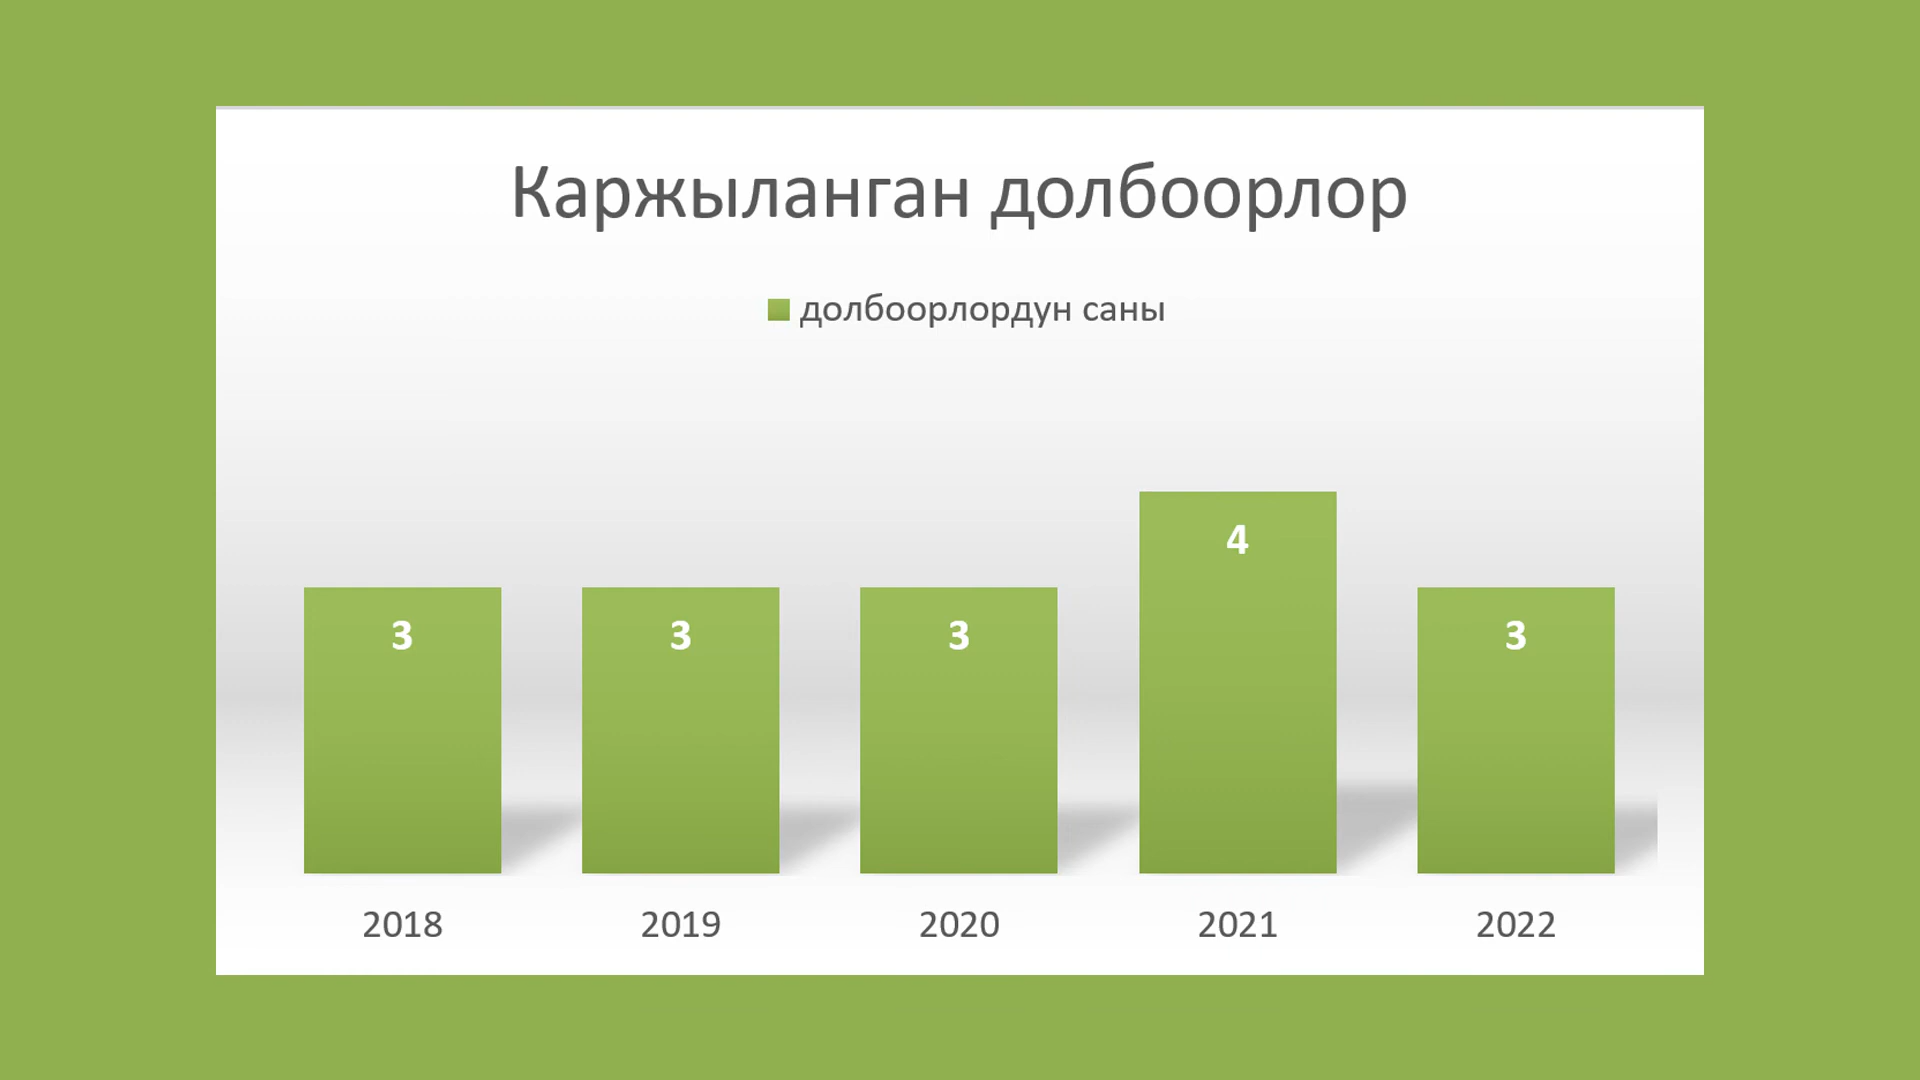 Каржыланган долбоорлор
долбоорлордун саны
3 3 3 4 3
2018 2019 2020 2021 2022